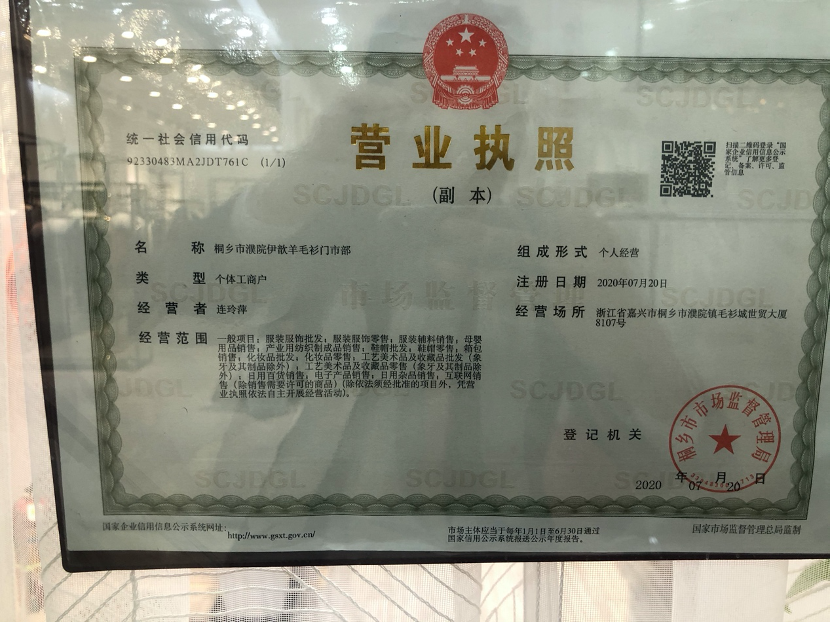 统一社会信用代码
92330483MA2JDT761C (1/1)
营业执照
(副 本)
扫描二维码登录“国
家企业信用信息公示
系统”了解更多登
记、备案、许可、监
管信息
名 称 桐乡市濮院伊歆羊毛衫门市部
类 型 个体工商户
经 营 者 连玲萍
经营范围 一般项目:服装服饰批发;服装服饰零售;服装辅料销售;母婴
用品销售;产业用纺织制成品销售;鞋帽批发;鞋帽零售;箱包
销售;化妆品批发;化妆品零售;工艺美术品及收藏品批发(象
牙及其制品除外);工艺美术品及收藏品零售(象牙及其制品除
外);日用百货销售;电子产品销售;日用杂品销售;互联网销
售(除销售需要许可的商品)(除依法须经批准的项目外,凭营
业执照依法自主开展经营活动)。
组成形式 个人经营
注册日期 2020年07月20日
经营场所 浙江省嘉兴市桐乡市濮院镇毛衫城世贸大厦
8107号
登记机关
桐乡市市场监督管理局
2020 年 07 月 20 日
国家企业信用信息公示系统网址: http://www.gsxt.gov.cn/
市场主体应当于每年1月1日至6月30日通过
国家信用公示系统报送公示年度报告。
国家市场监督管理总局监制
SCJDGL
SCJDGL
SCJDGL
SCJDGL
市场监督管理
SCJDGL
SCJDGL
SCJDGL
SCJDGL